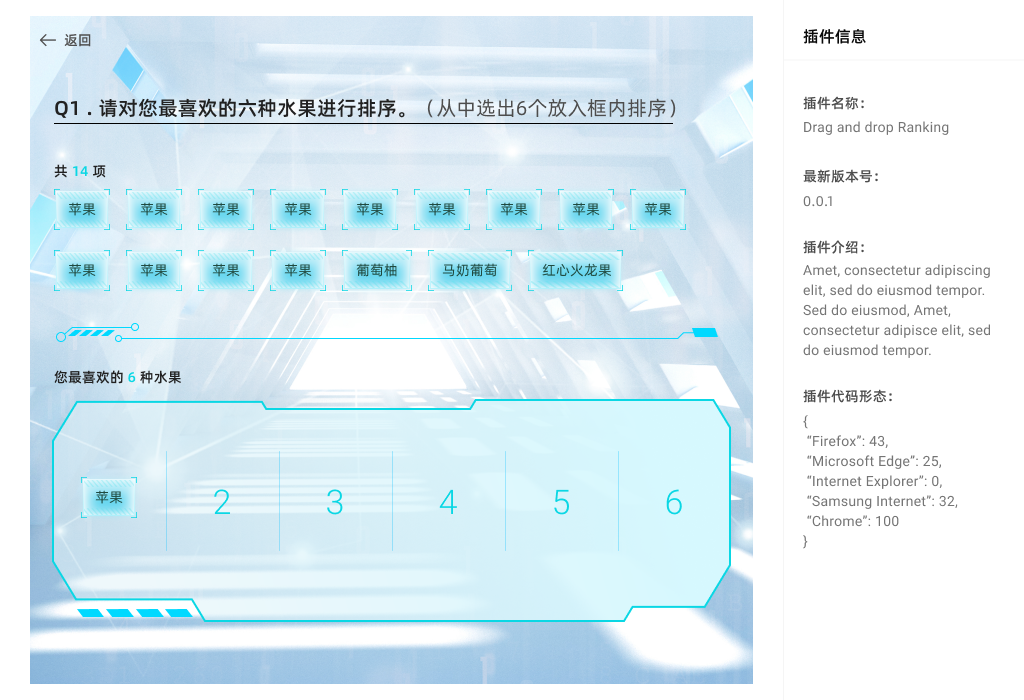 返回
Q1 . 请对您最喜欢的六种水果进行排序。（从中选出6个放入框内排序）
共 14 项
苹果 苹果 苹果 苹果 苹果 苹果 苹果 苹果 苹果
苹果 苹果 苹果 苹果 葡萄柚 马奶葡萄 红心火龙果
您最喜欢的 6 种水果
苹果 2 3 4 5 6
插件信息
插件名称：
Drag and drop Ranking
最新版本号：
0.0.1
插件介绍：
Amet, consectetur adipiscing
elit, sed do eiusmod tempor.
Sed do eiusmod, Amet,
consectetur adipisce elit, sed
do eiusmod tempor.
插件代码形态：
{
“Firefox”: 43,
“Microsoft Edge”: 25,
“Internet Explorer”: 0,
“Samsung Internet”: 32,
“Chrome”: 100
}